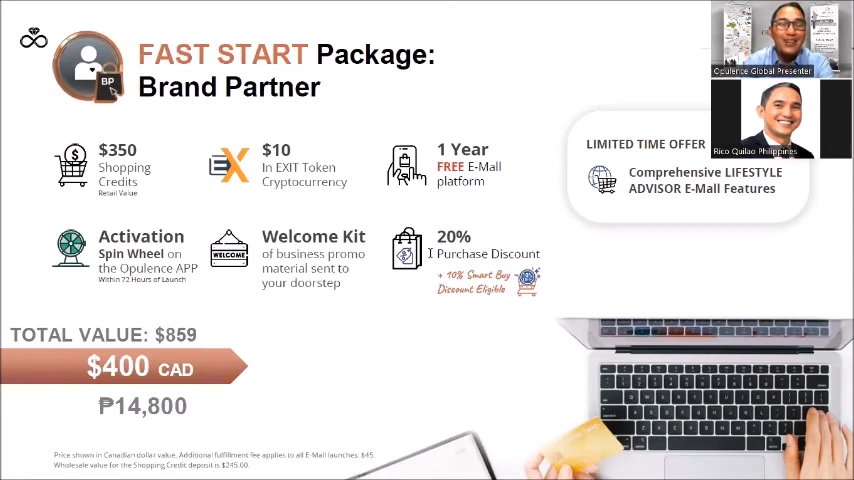 FAST START Package:
Brand Partner
BP
$350
Shopping
Credits
Retail Value
EX
$10
In EXIT Token
Cryptocurrency
1 Year
FREE E-Mall
platform
Activation
Spin Wheel on
the Opulence APP
Within 72 Hours of Launch
WELCOME
Welcome Kit
of business promo
material sent to
your doorstep
20%
Purchase Discount
+ 10% Smart Buy
Discount Eligible
LIMITED TIME OFFER
Comprehensive LIFESTYLE
ADVISOR E-Mall Features
Opulence Global Presenter
Rico Quilao Philippines
TOTAL VALUE: $859
$400 CAD
₱14,800
Price shown in Canadian dollar value. Additional fulfillment fee applies to all E-Mall launches: $45.
Wholesale value for the Shopping Credit deposit is $245.00.